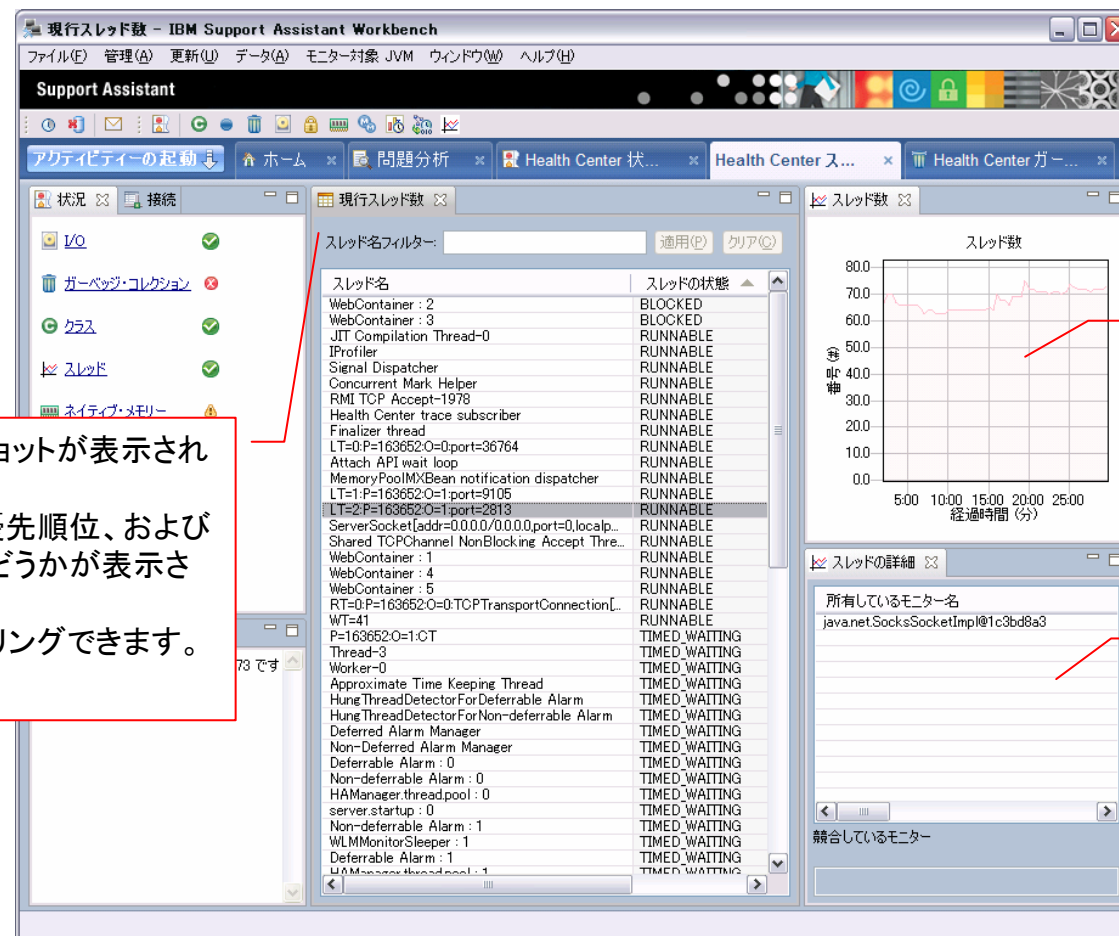 現行スレッド数 – IBM Support Assistant Workbench
ファイル(F) 管理(A) 更新(U) データ(A) モニター対象 JVM ウィンドウ(W) ヘルプ(H)
Support Assistant
アクティビティーの起動 ホーム 問題分析 Health Center 状... Health Center ス... Health Center ガー...
状況 接続
I/O
ガーベッジ・コレクション
クラス
スレッド
ネイティブ・メモリー
ョットが表示され
優先順位、および
どうかが表示さ
リングできます。
73 です
現行スレッド数
スレッド名フィルター: 適用(P) クリア(C)
スレッド名 スレッドの状態
WebContainer : 2 BLOCKED
WebContainer : 3 BLOCKED
JIT Compilation Thread-0 RUNNABLE
IProfiler RUNNABLE
Signal Dispatcher RUNNABLE
Concurrent Mark Helper RUNNABLE
RMI TCP Accept-1978 RUNNABLE
Health Center trace subscriber RUNNABLE
Finalizer thread RUNNABLE
LT=0:P=163652:O=0:port=36764 RUNNABLE
Attach API wait loop RUNNABLE
MemoryPoolMXBean notification dispatcher RUNNABLE
LT=1:P=163652:O=1:port=9105 RUNNABLE
LT=2:P=163652:O=1:port=2813 RUNNABLE
ServerSocket[addr=0.0.0.0/0.0.0.0,port=0,localp... RUNNABLE
Shared TCPChannel NonBlocking Accept Thre... RUNNABLE
WebContainer : 1 RUNNABLE
WebContainer : 4 RUNNABLE
WebContainer : 5 RUNNABLE
RT=0:P=163652:O=0:TCPTransportConnection[... RUNNABLE
WT=41 RUNNABLE
P=163652:O=1:CT TIMED_WAITING
Thread-3 TIMED_WAITING
Worker-0 TIMED_WAITING
Approximate Time Keeping Thread TIMED_WAITING
HungThreadDetectorForDeferrable Alarm TIMED_WAITING
HungThreadDetectorForNon-deferrable Alarm TIMED_WAITING
Deferred Alarm Manager TIMED_WAITING
Non-Deferred Alarm Manager TIMED_WAITING
Deferrable Alarm : 0 TIMED_WAITING
Non-deferrable Alarm : 0 TIMED_WAITING
HAManager.thread.pool : 0 TIMED_WAITING
server.startup : 0 TIMED_WAITING
Non-deferrable Alarm : 1 TIMED_WAITING
WLMMonitorSleeper : 1 TIMED_WAITING
Deferrable Alarm : 1 TIMED_WAITING
HAManager.thread.pool : 1 TIMED_WAITING
スレッド数
スレッド数
80.0
70.0
60.0
50.0
40.0
30.0
20.0
10.0
0.0
5:00 10:00 15:00 20:00 25:00
経過時間 (分)
スレッドの詳細
所有しているモニター名
java.net.SocksSocketImpl@1c3bd8a3
競合しているモニター